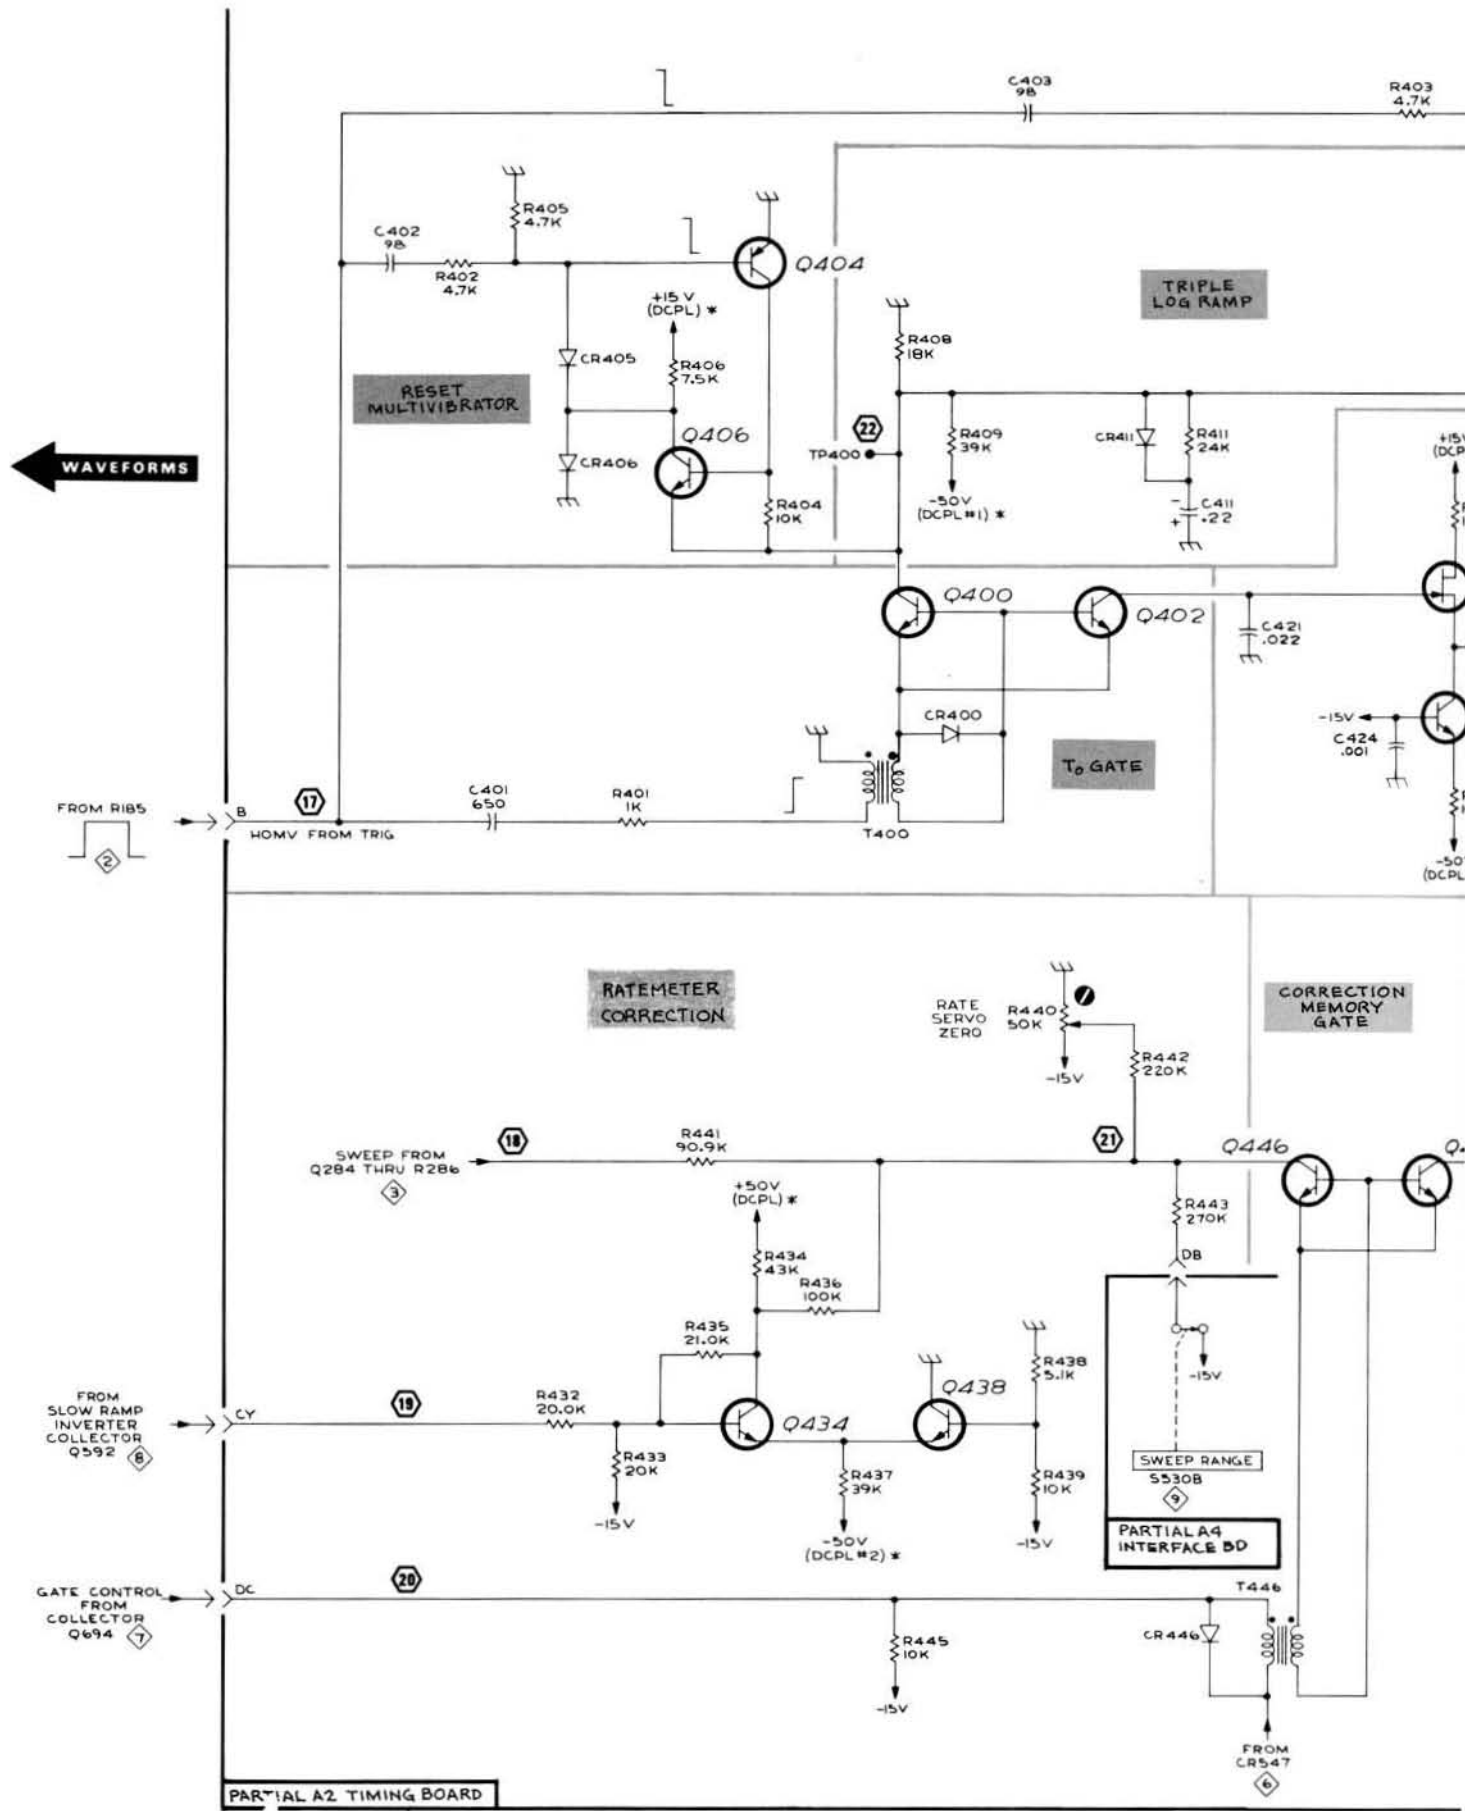 C403
98
R403
4.7K
R405
4.7K
C402
98
R402
4.7K
Q404
+15 V
(DCPL) *
TRIPLE
LOG RAMP
R408
18K
CR405
R406
7.5K
RESET
MULTIVIBRATOR
Q406
22
TP400
R409
39K
CR411
R411
24K
+15V
WAVEFORMS
CR406
R404
10K
-50V
(DCPL#1) *
-
+
C411
.22
Q400
Q402
C421
.022
CR400
-15V
C424
.001
TO GATE
FROM R185
2
B
17
HOMV FROM TRIG
C401
650
R401
1K
T400
RATEMETER
CORRECTION
RATE
SERVO
ZERO
R440
50K
-15V
R442
220K
CORRECTION
MEMORY
GATE
SWEEP FROM
Q284 THRU R286
3
18
R441
90.9K
21
Q446
+50V
(DCPL) *
R443
270K
R434
43K
R436
100K
DB
R435
21.0K
R438
5.1K
-15V
FROM
SLOW RAMP
INVERTER
COLLECTOR
Q592
8
CY
19
R432
20.0K
Q434
Q438
R433
20K
-15V
R437
39K
-50V
(DCPL#2) *
R439
10K
-15V
SWEEP RANGE
S530B
9
PARTIAL A4
INTERFACE BD
GATE CONTROL
FROM
COLLECTOR
Q694
7
DC
20
T446
CR446
R445
10K
-15V
FROM
CR547
6
PARTIAL A2 TIMING BOARD